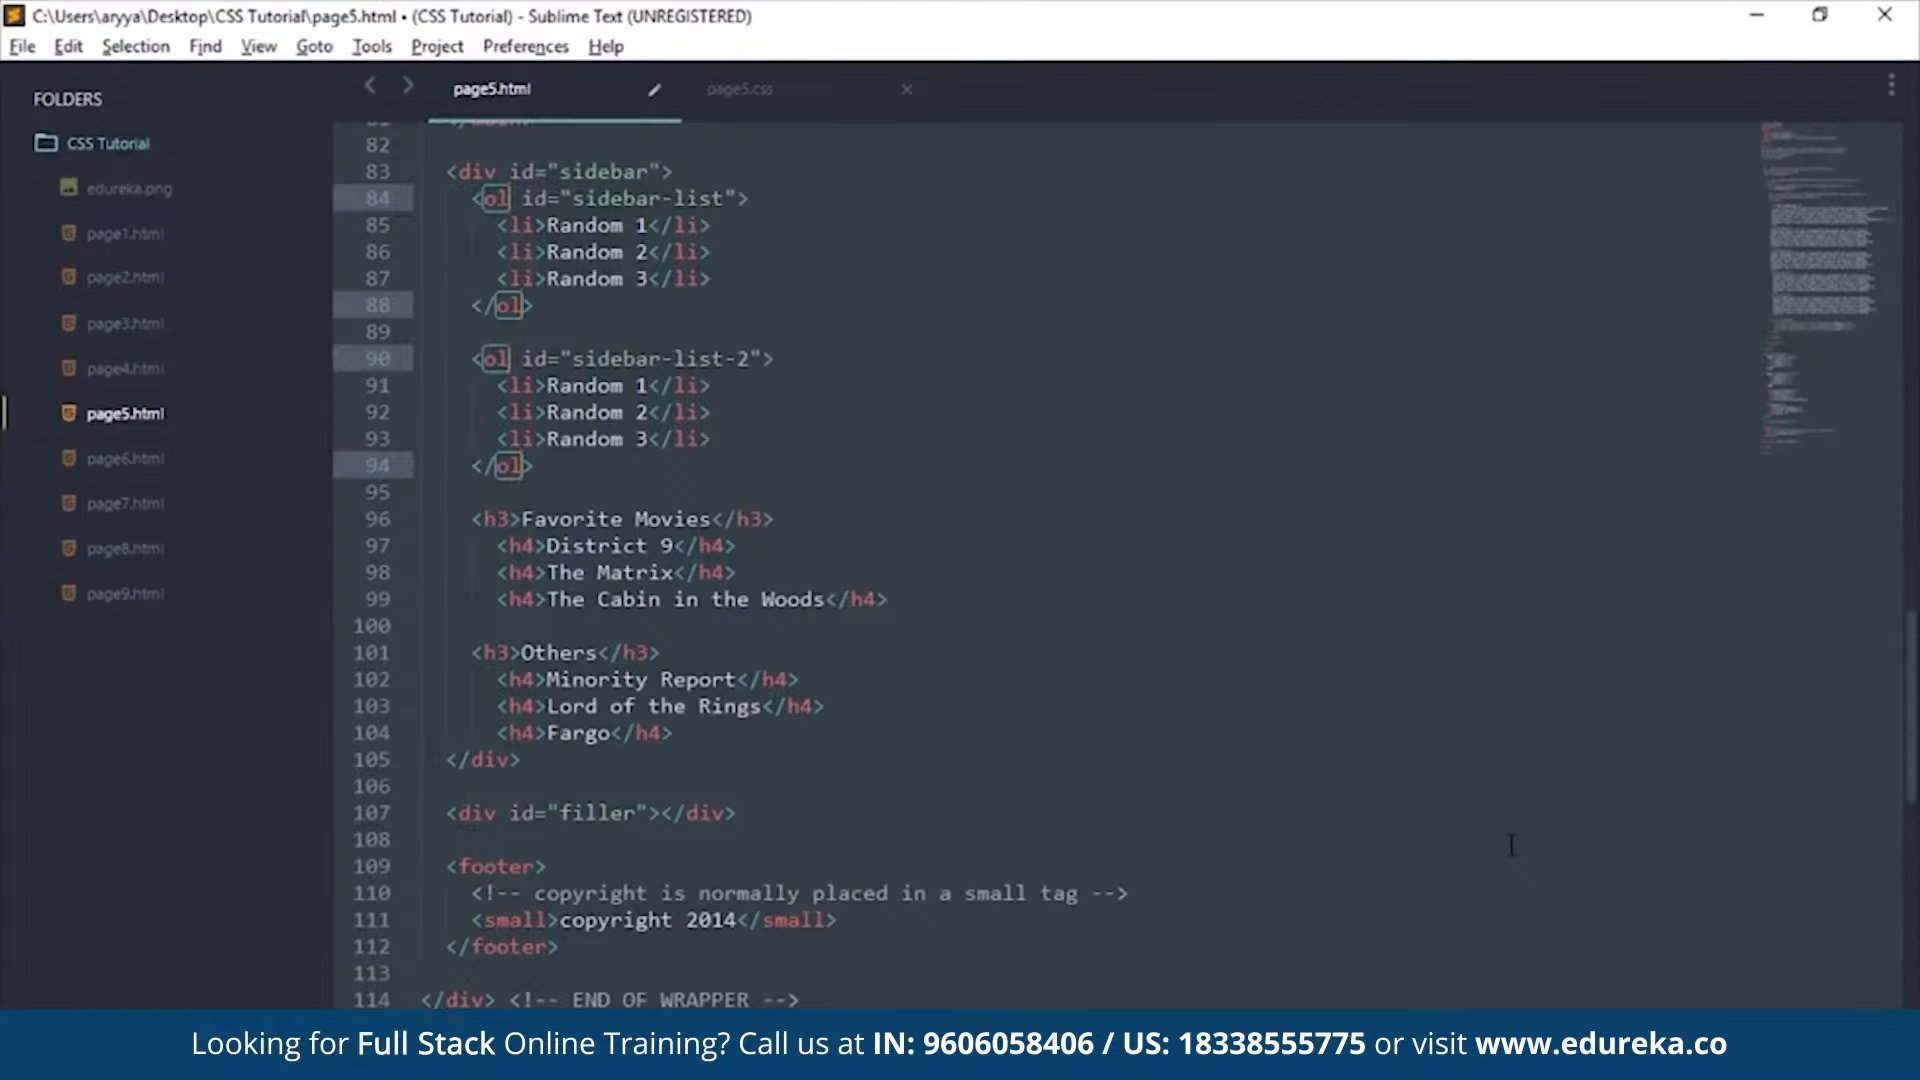 C:\Users\aryya\Desktop\CSS Tutorial\page5.html • (CSS Tutorial) - Sublime Text (UNREGISTERED)
File Edit Selection Find View Goto Tools Project Preferences Help
FOLDERS
CSS Tutorial
edureka.png
page1.html
page2.html
page3.html
page4.html
page5.html
page6.html
page7.html
page8.html
page9.html
page5.html page5.css
82
83 <div id="sidebar">
84 <ol id="sidebar-list">
85 <li>Random 1</li>
86 <li>Random 2</li>
87 <li>Random 3</li>
88 </ol>
89
90 <ol id="sidebar-list-2">
91 <li>Random 1</li>
92 <li>Random 2</li>
93 <li>Random 3</li>
94 </ol>
95
96 <h3>Favorite Movies</h3>
97 <h4>District 9</h4>
98 <h4>The Matrix</h4>
99 <h4>The Cabin in the Woods</h4>
100
101 <h3>Others</h3>
102 <h4>Minority Report</h4>
103 <h4>Lord of the Rings</h4>
104 <h4>Fargo</h4>
105 </div>
106
107 <div id="filler"></div>
108
109 <footer>
110 <!-- copyright is normally placed in a small tag -->
111 <small>copyright 2014</small>
112 </footer>
113
114 </div> <!-- END OF WRAPPER -->
Looking for Full Stack Online Training? Call us at IN: 9606058406 / US: 18338555775 or visit www.edureka.co